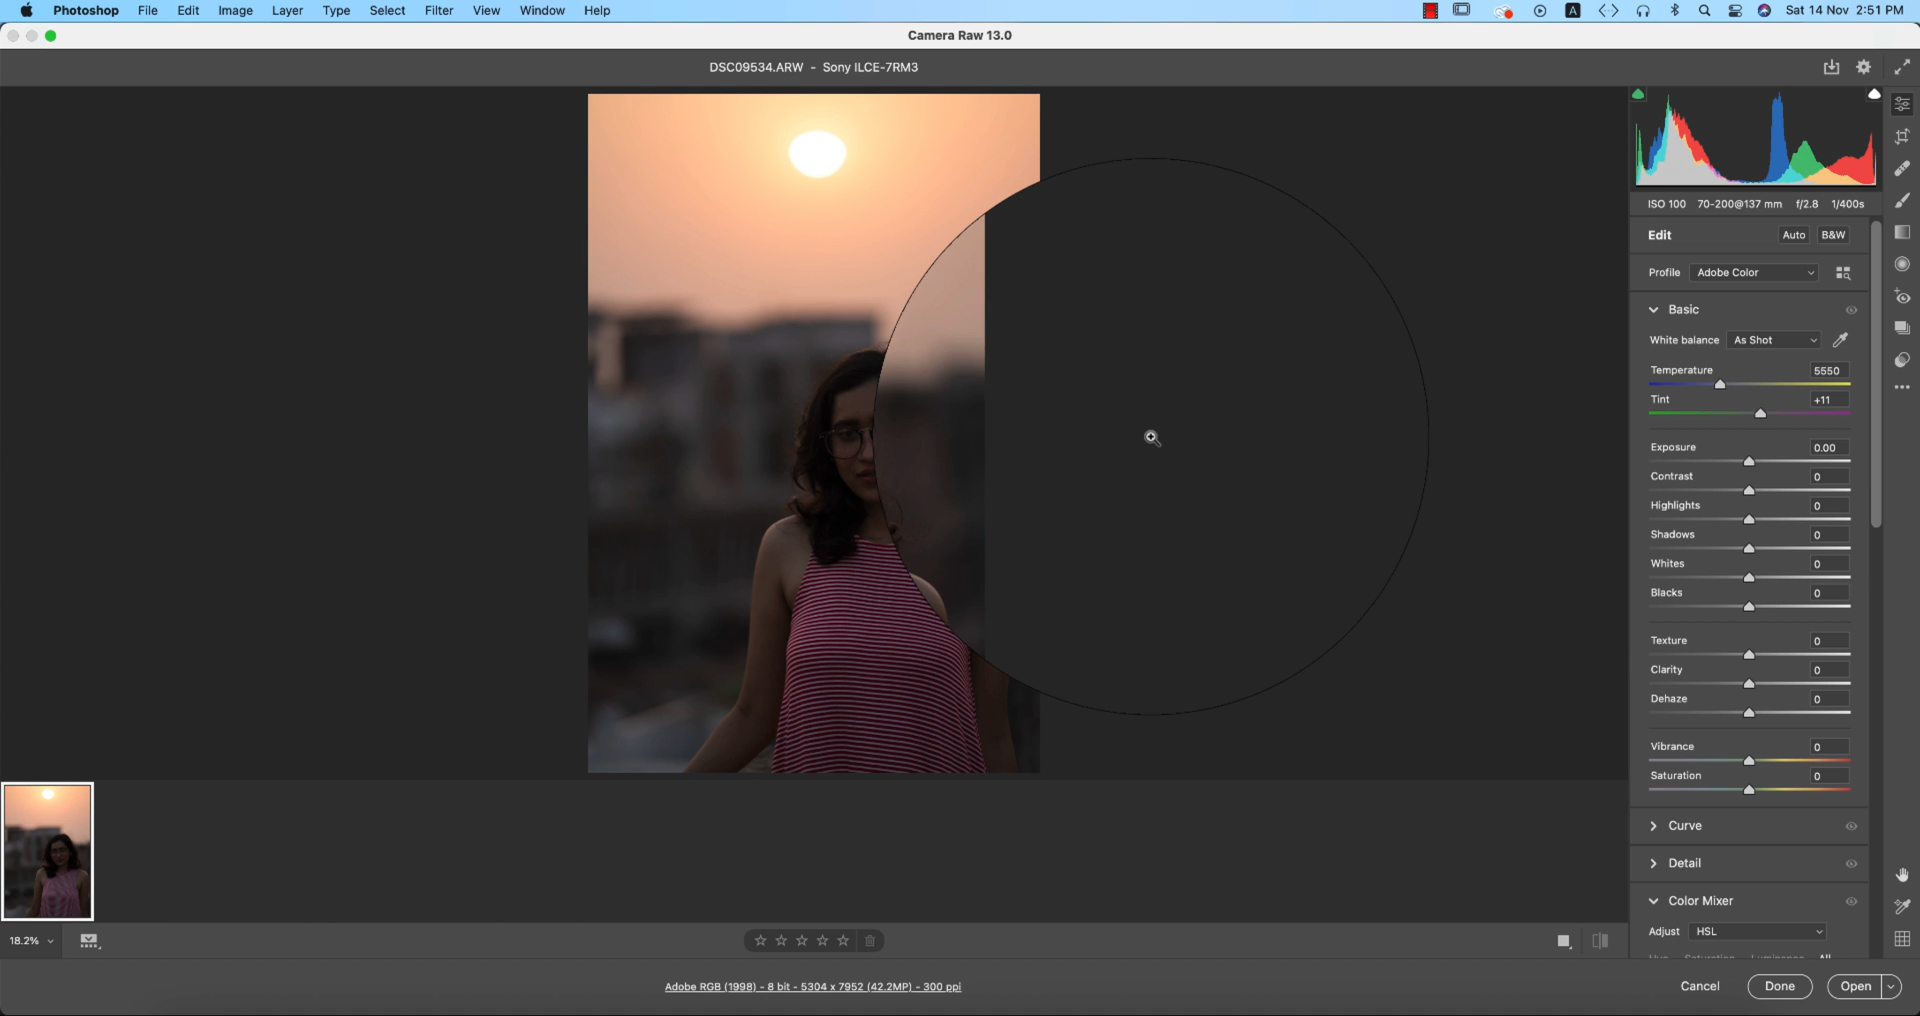 Photoshop File Edit Image Layer Type Select Filter View Window Help A Sat 14 Nov 2:51 PM
Camera Raw 13.0
DSC09534.ARW - Sony ILCE-7RM3
ISO 100 70-200@137 mm f/2.8 1/400s
Edit Auto B&W
Profile Adobe Color
Basic
White balance As Shot
Temperature 5550
Tint +11
Exposure 0.00
Contrast 0
Highlights 0
Shadows 0
Whites 0
Blacks 0
Texture 0
Clarity 0
Dehaze 0
Vibrance 0
Saturation 0
Curve
Detail
Color Mixer
Adjust HSL
Hue Saturation Luminance All
18.2%
Adobe RGB (1998) - 8 bit - 5304 x 7952 (42.2MP) - 300 ppi
Cancel Done Open